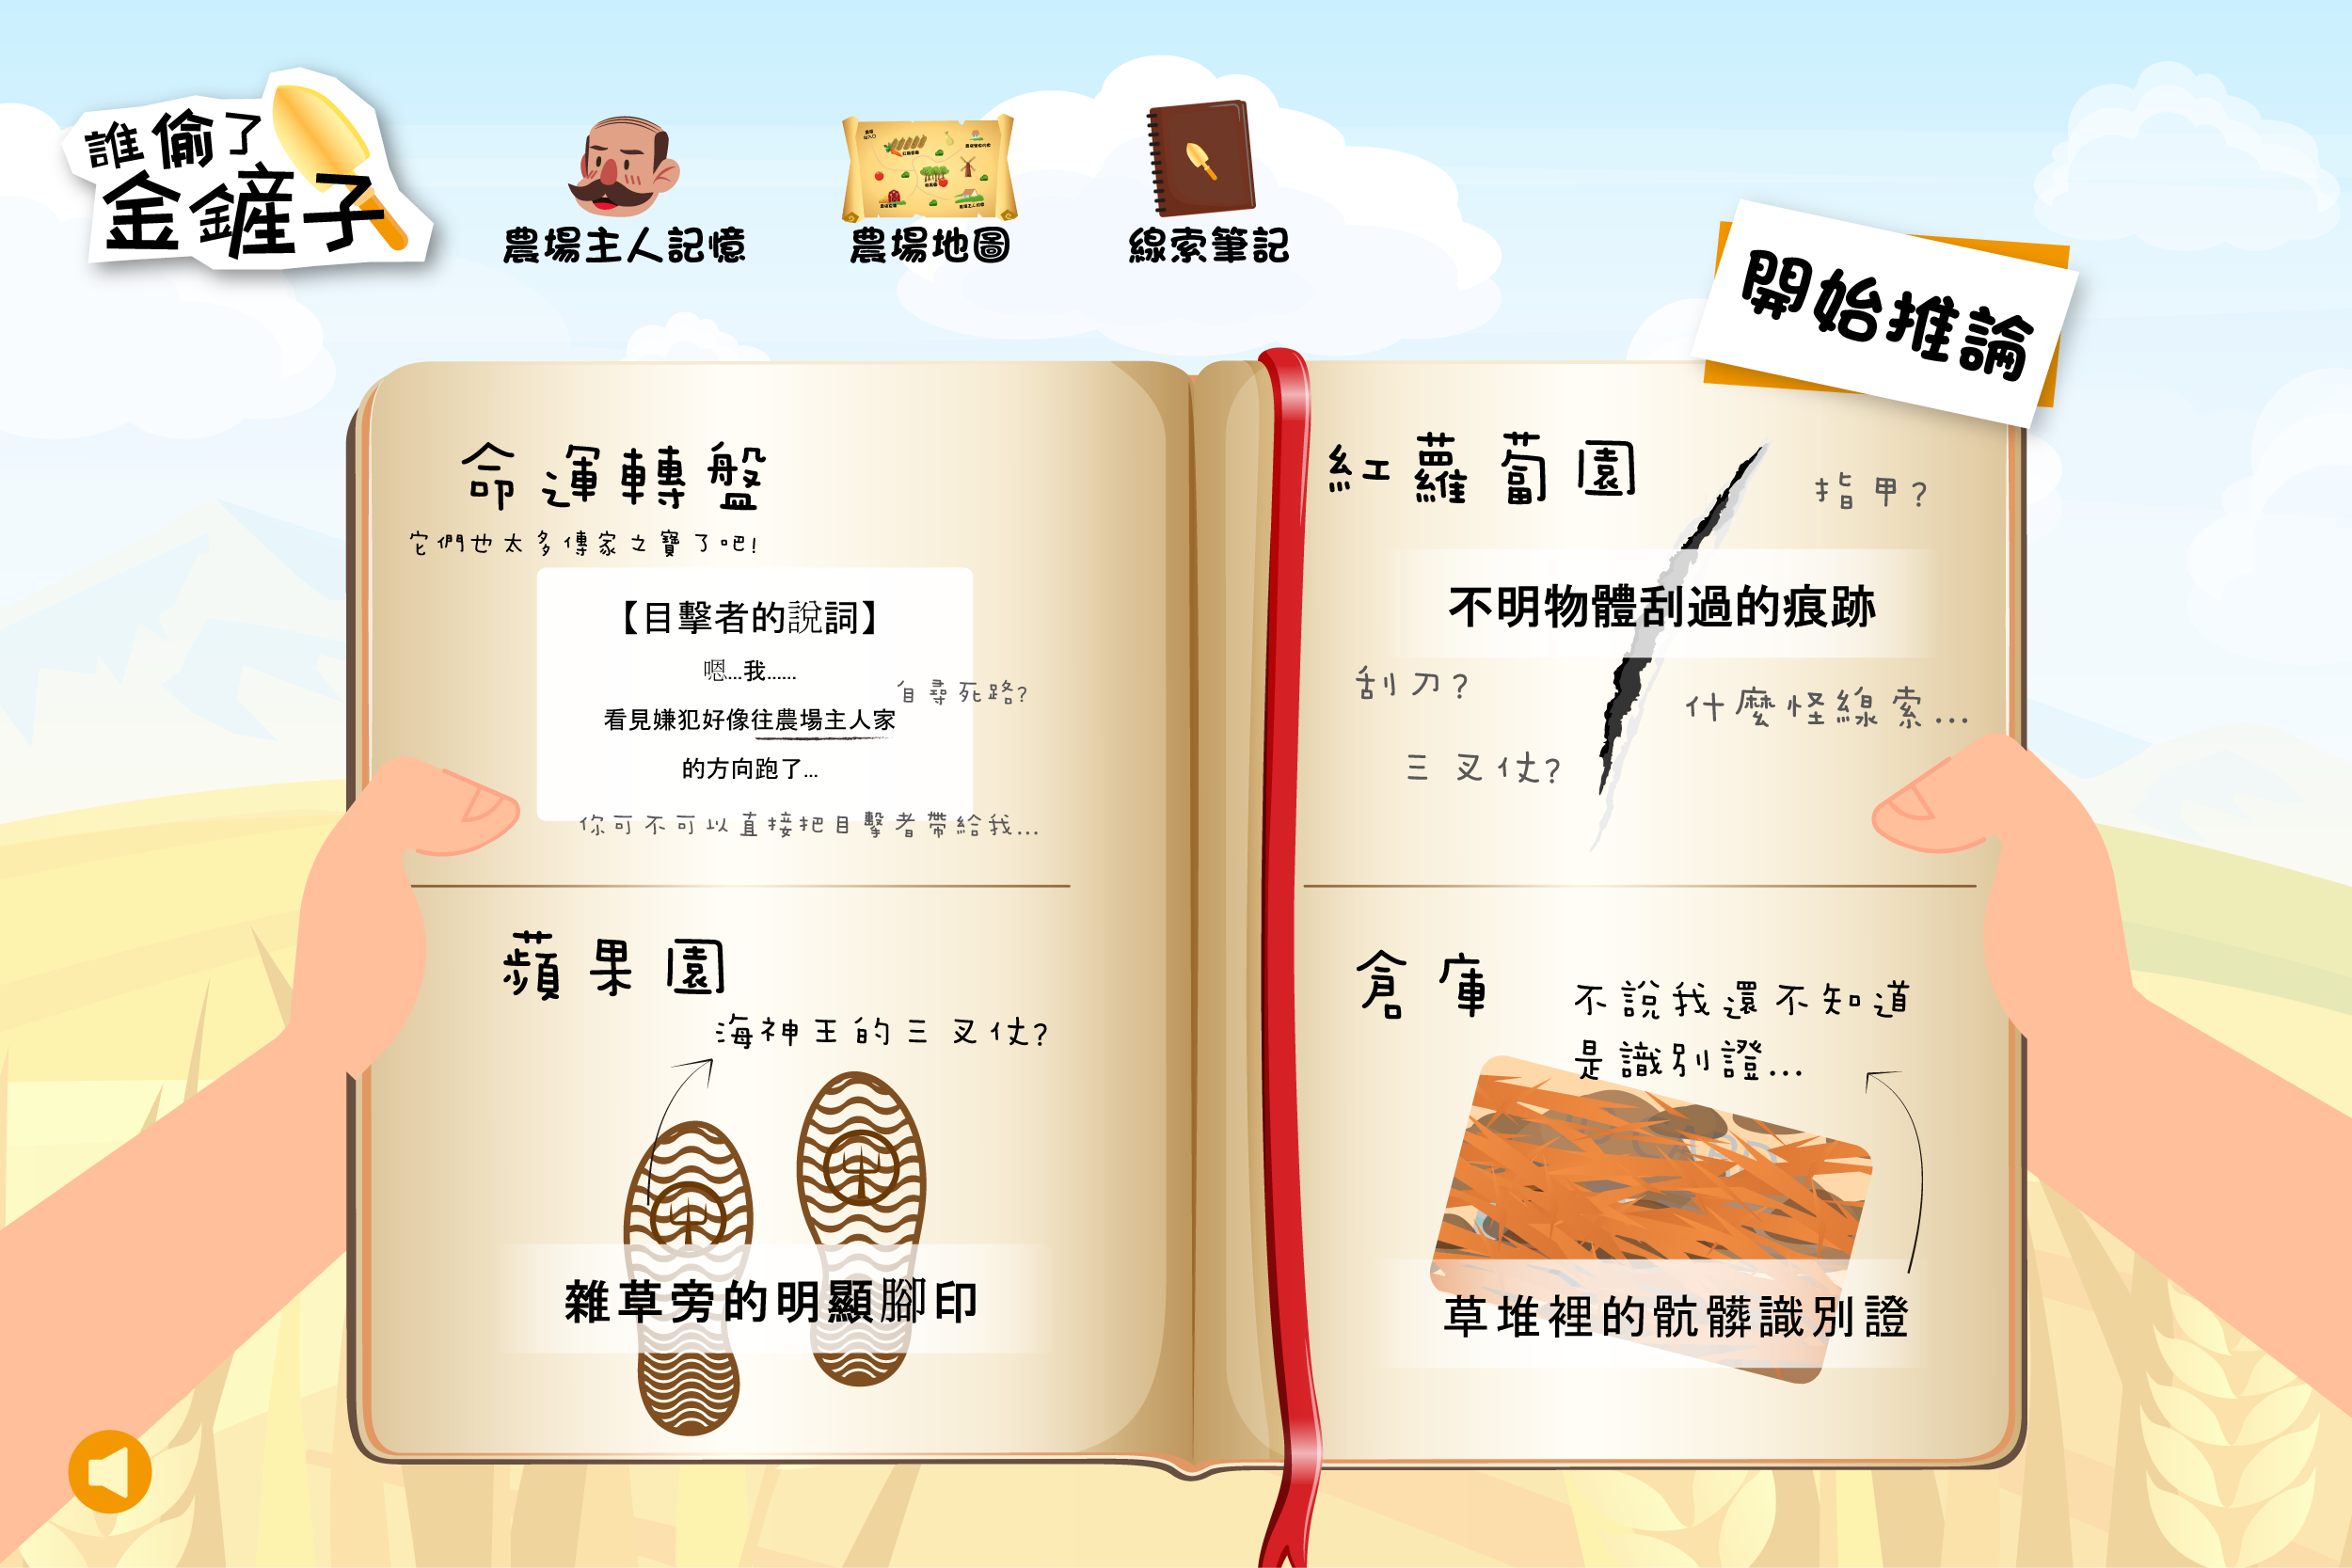 誰偷了
金鏟子
農場主人記憶
農場地圖
線索筆記
開始推論
命運轉盤
它們也太多傳家之寶了吧!
【目擊者的說詞】
嗯...我......
自尋死路?
看見嫌犯好像往農場主人家
的方向跑了...
你可不可以直接把目擊者帶給我...
紅蘿蔔園
指甲?
不明物體刮過的痕跡
刮刀?
什麼怪線索...
三叉仗?
蘋果園
海神王的三叉仗?
雜草旁的明顯腳印
倉庫
不說我還不知道
是識別證...
草堆裡的骯髒識別證